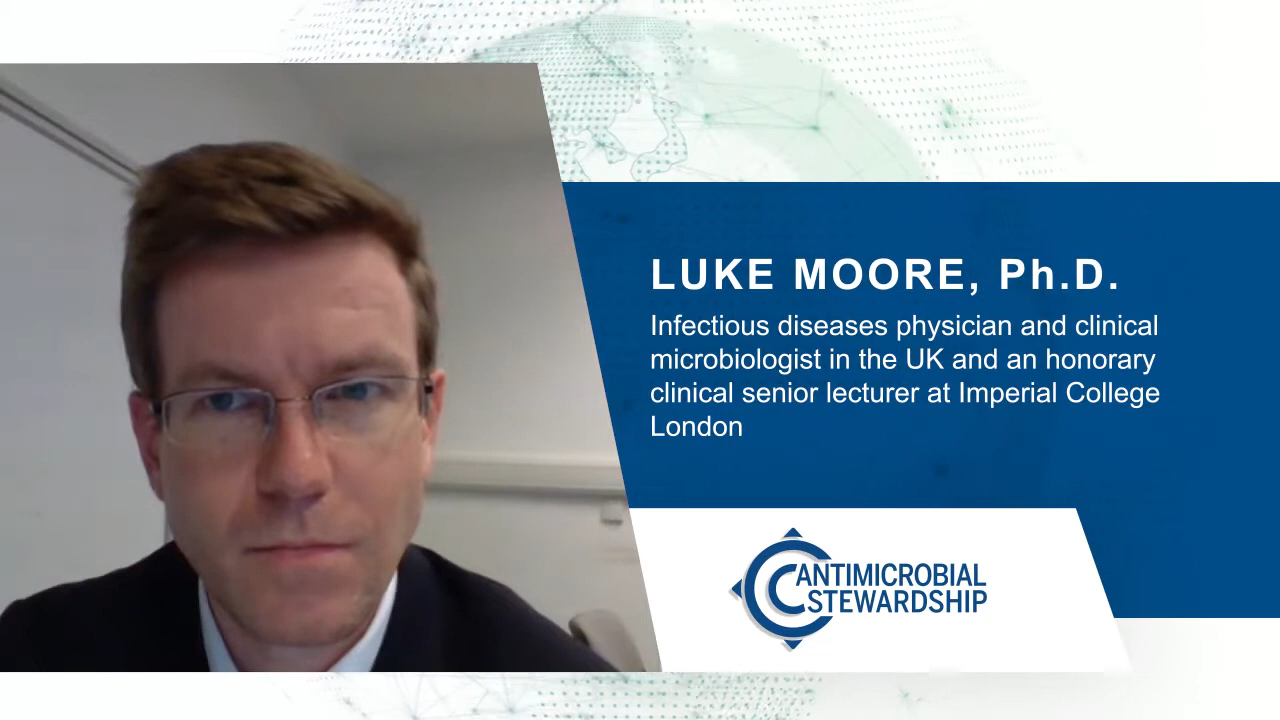 LUKE MOORE, Ph.D.
Infectious diseases physician and clinical
microbiologist in the UK and an honorary
clinical senior lecturer at Imperial College
London
ANTIMICROBIAL
STEWARDSHIP